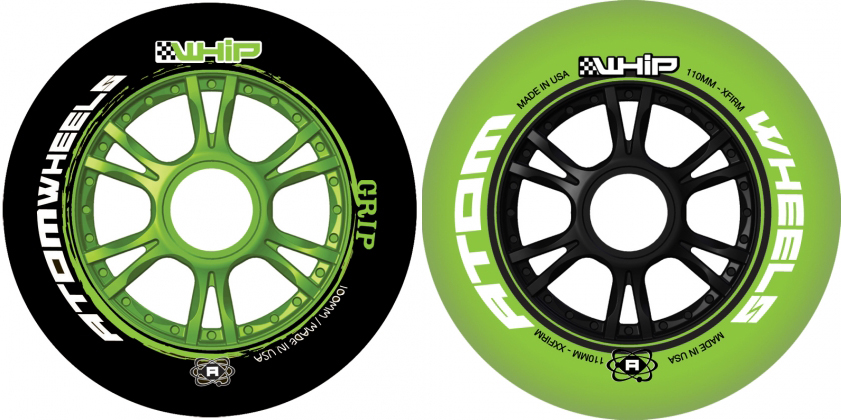 WHIP
ATOMWHEELS
GRIP
100MM / MADE IN USA
A
WHIP
MADE IN USA
110MM - XFIRM
ATOM
WHEELS
110MM - XXFIRM
MADE IN USA
A